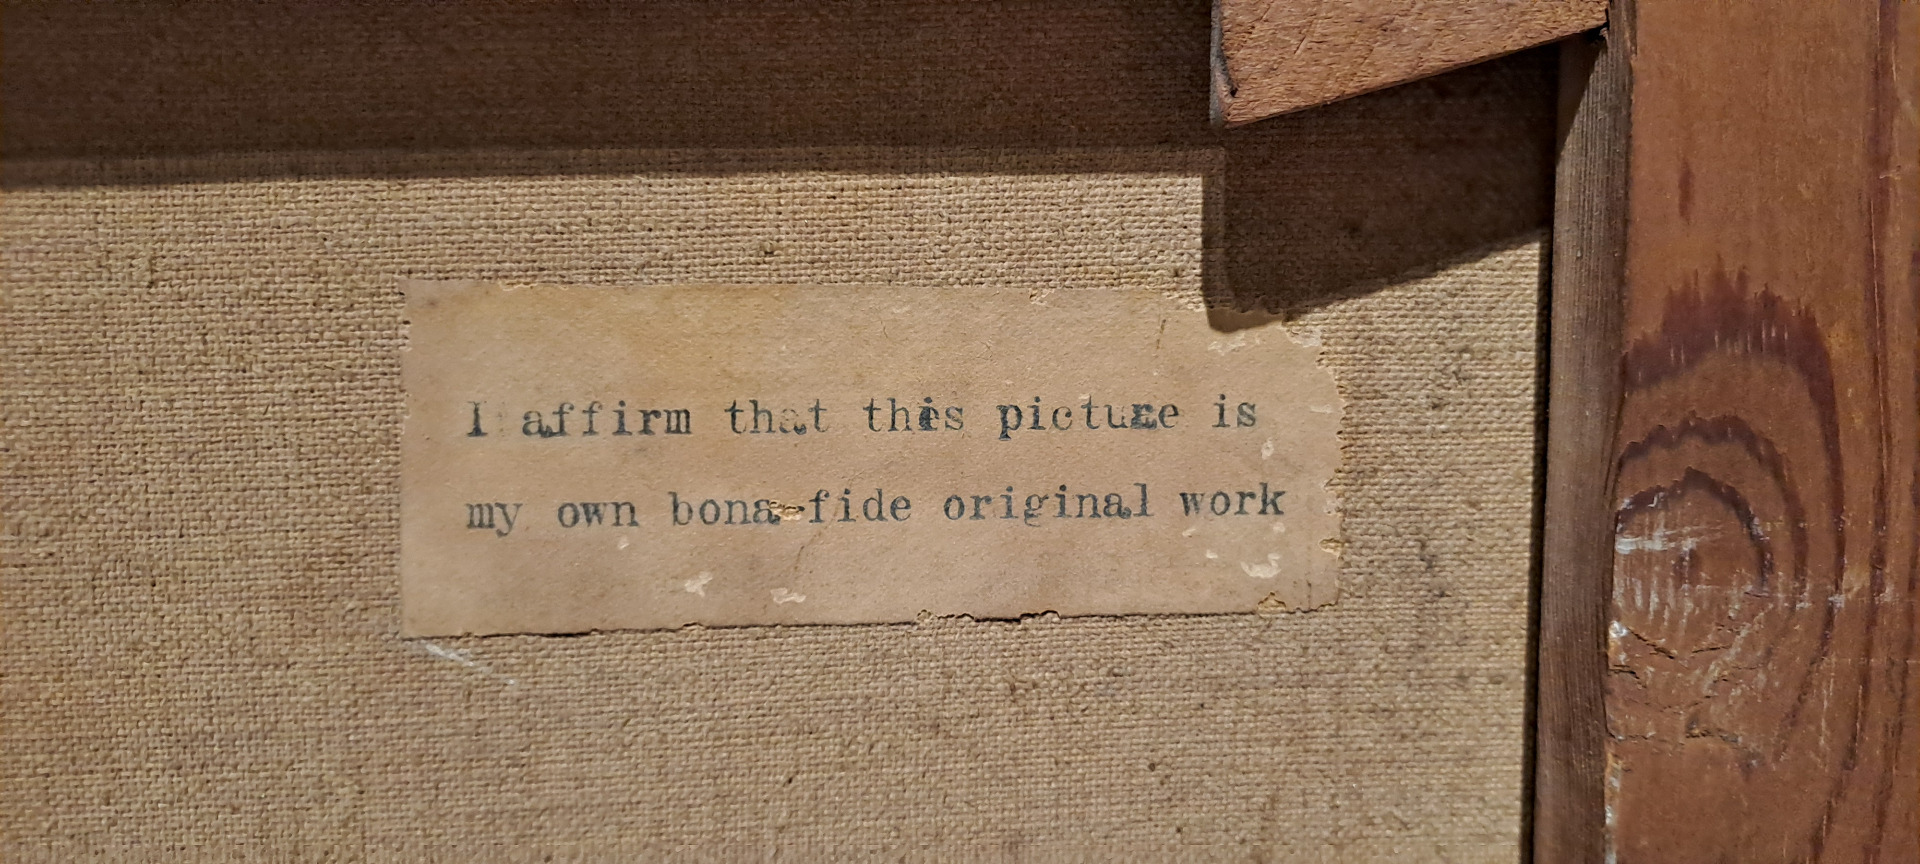 I affirm that this picture is
my own bona-fide original work